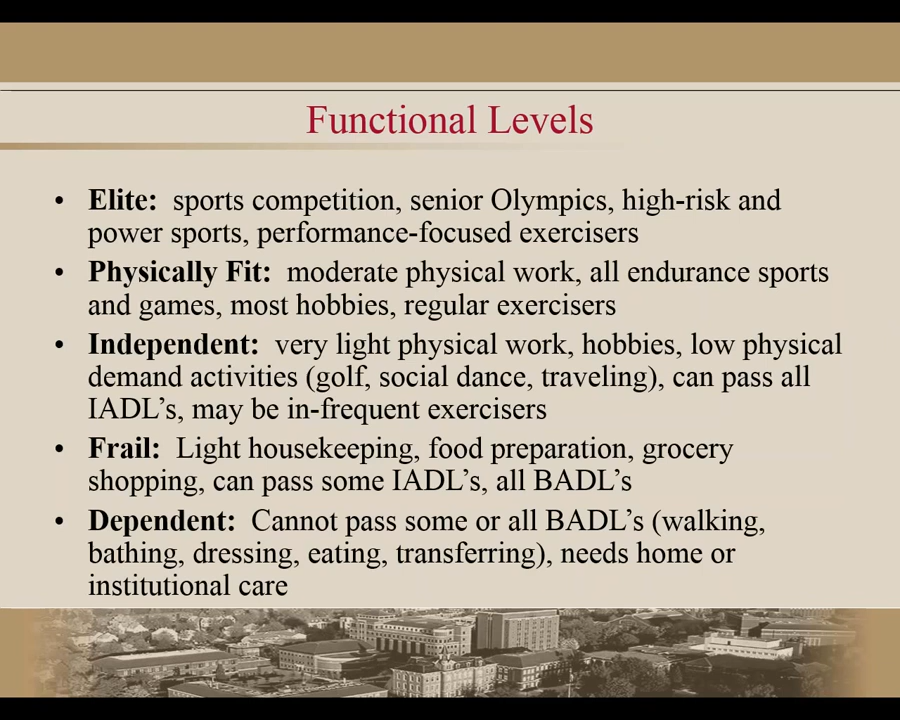 Functional Levels
• Elite: sports competition, senior Olympics, high-risk and
power sports, performance-focused exercisers
• Physically Fit: moderate physical work, all endurance sports
and games, most hobbies, regular exercisers
• Independent: very light physical work, hobbies, low physical
demand activities (golf, social dance, traveling), can pass all
IADL’s, may be in-frequent exercisers
• Frail: Light housekeeping, food preparation, grocery
shopping, can pass some IADL’s, all BADL’s
• Dependent: Cannot pass some or all BADL’s (walking,
bathing, dressing, eating, transferring), needs home or
institutional care